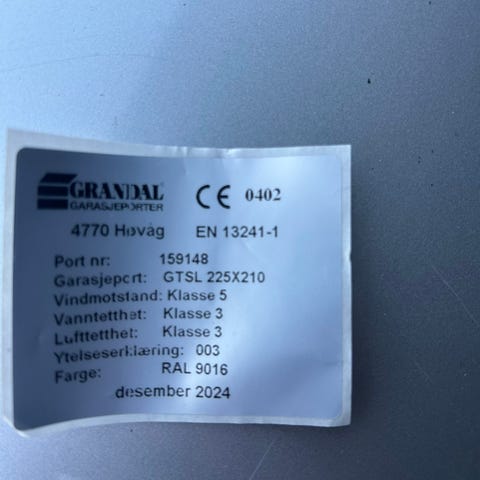 GRANDAL
GARASJEPORTER
CE 0402
4770 Høvåg EN 13241-1
Port nr: 159148
Garasjeport: GTSL 225X210
Vindmotstand: Klasse 5
Vanntetthet: Klasse 3
Lufttetthet: Klasse 3
Ytelseserklæring: 003
Farge: RAL 9016
desember 2024